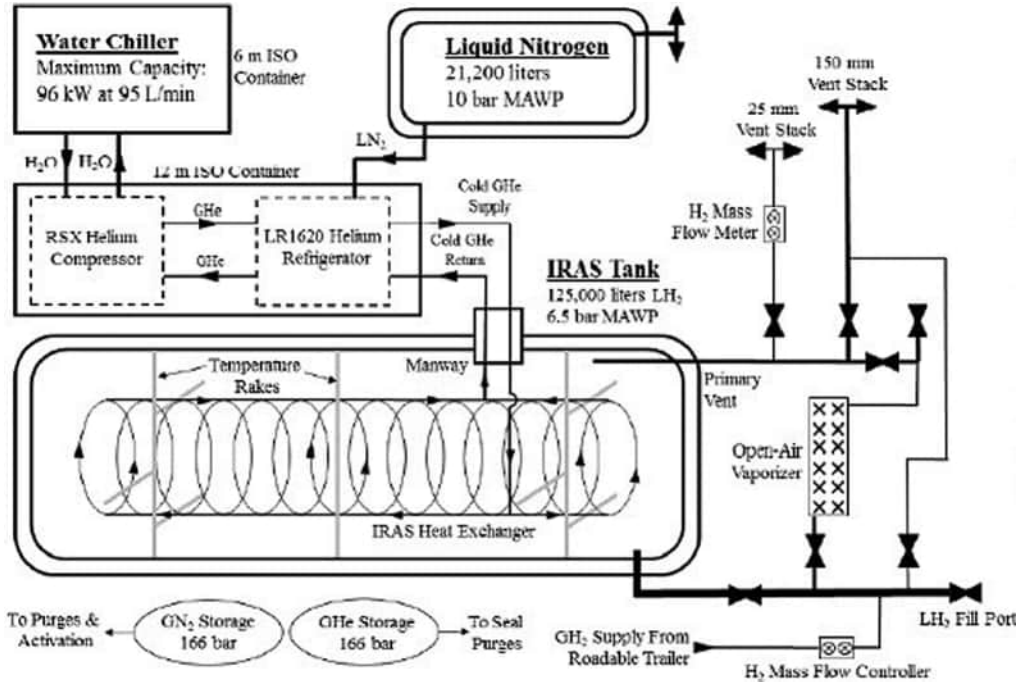 Water Chiller
Maximum Capacity:
96 kW at 95 L/min
6 m ISO
Container
Liquid Nitrogen
21,200 liters
10 bar MAWP
150 mm
Vent Stack
25 mm
Vent Stack
LN₂
H₂O
H₂O
12 m ISO Container
Cold GHe
Supply
H₂ Mass
Flow Meter
RSX Helium
Compressor
GHe
GHe
LR1620 Helium
Refrigerator
Cold GHe
Return
IRAS Tank
125,000 liters LH₂
6.5 bar MAWP
Temperature
Rakes
Manway
Primary
Vent
Open-Air
Vaporizer
IRAS Heat Exchanger
To Purges &
Activation
GN₂ Storage
166 bar
GHe Storage
166 bar
To Seal
Purges
GH₂ Supply From
Roadable Trailer
H₂ Mass Flow Controller
LH₂ Fill Port